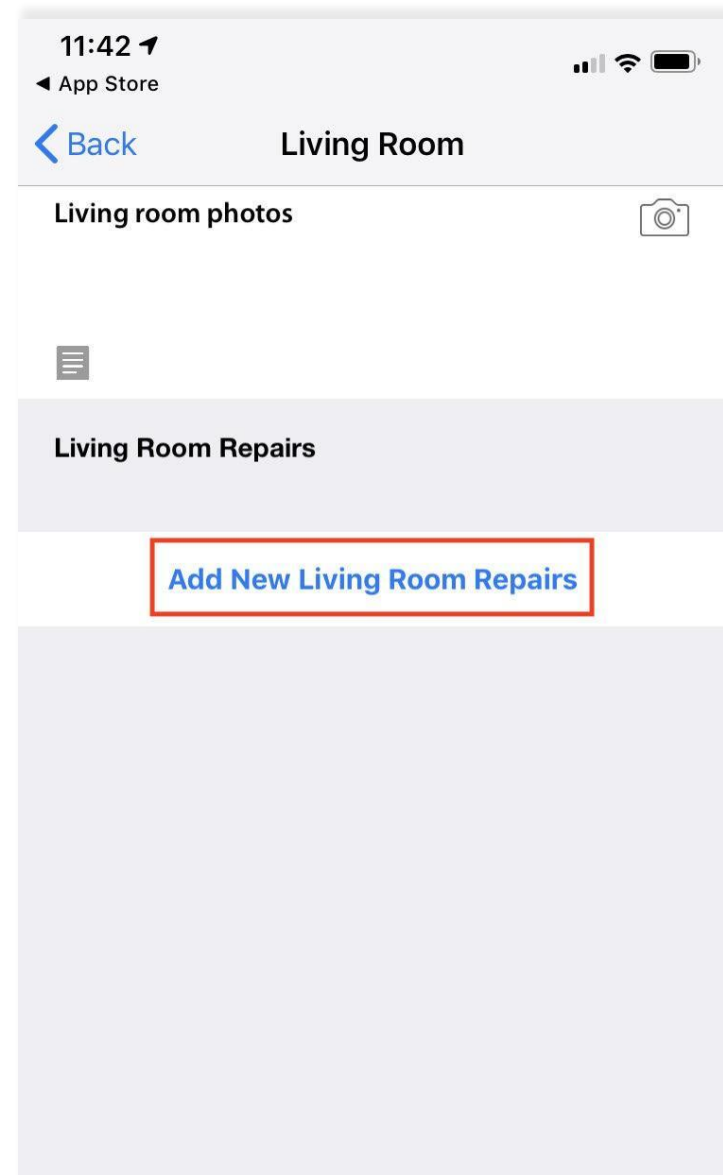 11:42
◀ App Store
Back
Living Room
Living room photos
Living Room Repairs
Add New Living Room Repairs